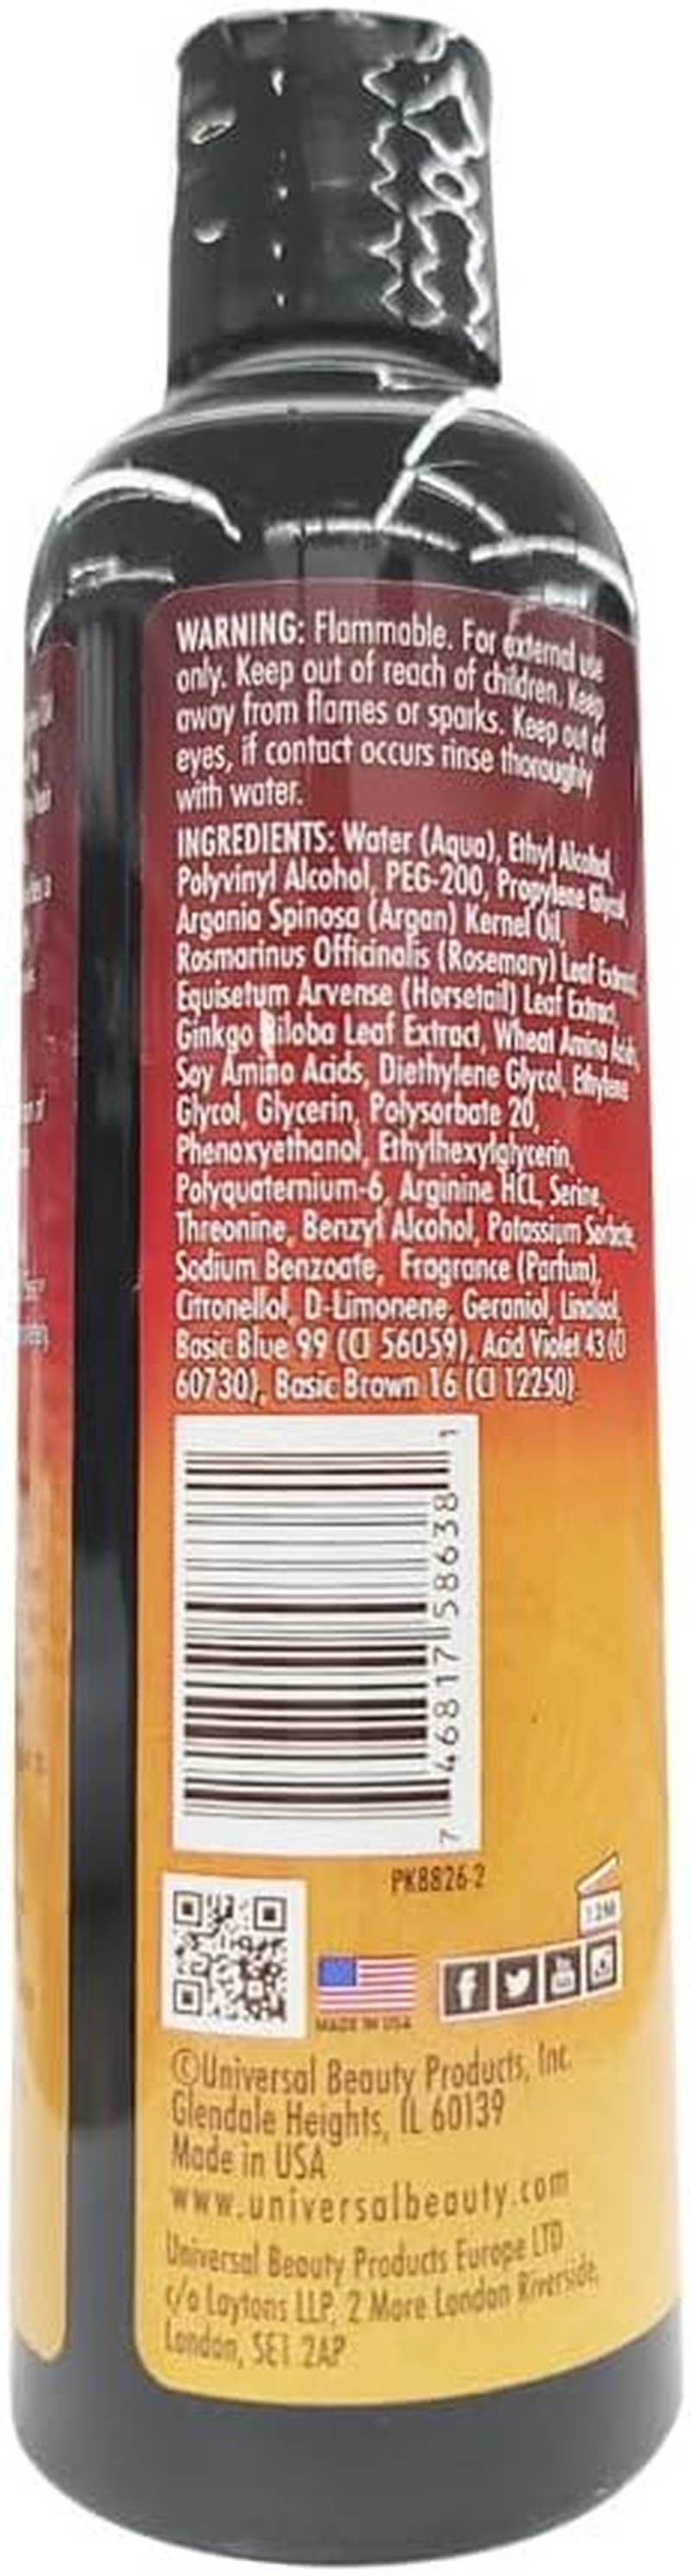 WARNING: Flammable. For external use
only. Keep out of reach of children. Keep
away from flames or sparks. Keep out of
eyes, if contact occurs rinse thoroughly
with water.
INGREDIENTS: Water (Aqua), Ethyl Alcohol,
Polyvinyl Alcohol, PEG-200, Propylene Glycol,
Argania Spinosa (Argan) Kernel Oil,
Rosmarinus Officinalis (Rosemary) Leaf Extract,
Equisetum Arvense (Horsetail) Leaf Extract,
Ginkgo Biloba Leaf Extract, Wheat Amino Acids,
Soy Amino Acids, Diethylene Glycol, Ethylene
Glycol, Glycerin, Polysorbate 20,
Phenoxyethanol, Ethylhexylglycerin,
Polyquaternium-6, Arginine HCL, Serine,
Threonine, Benzyl Alcohol, Potassium Sorbate,
Sodium Benzoate, Fragrance (Parfum),
Citronellol, D-Limonene, Geraniol, Linalool,
Basic Blue 99 (CI 56059), Acid Violet 43 (CI
60730), Basic Brown 16 (CI 12250).
7 46817 58638 1
PK8826-2
MADE IN USA
©Universal Beauty Products, Inc.
Glendale Heights, IL 60139
Made in USA
www.universalbeauty.com
Universal Beauty Products Europe LTD
c/o Laytons LLP, 2 More London Riverside,
London, SE1 2AP